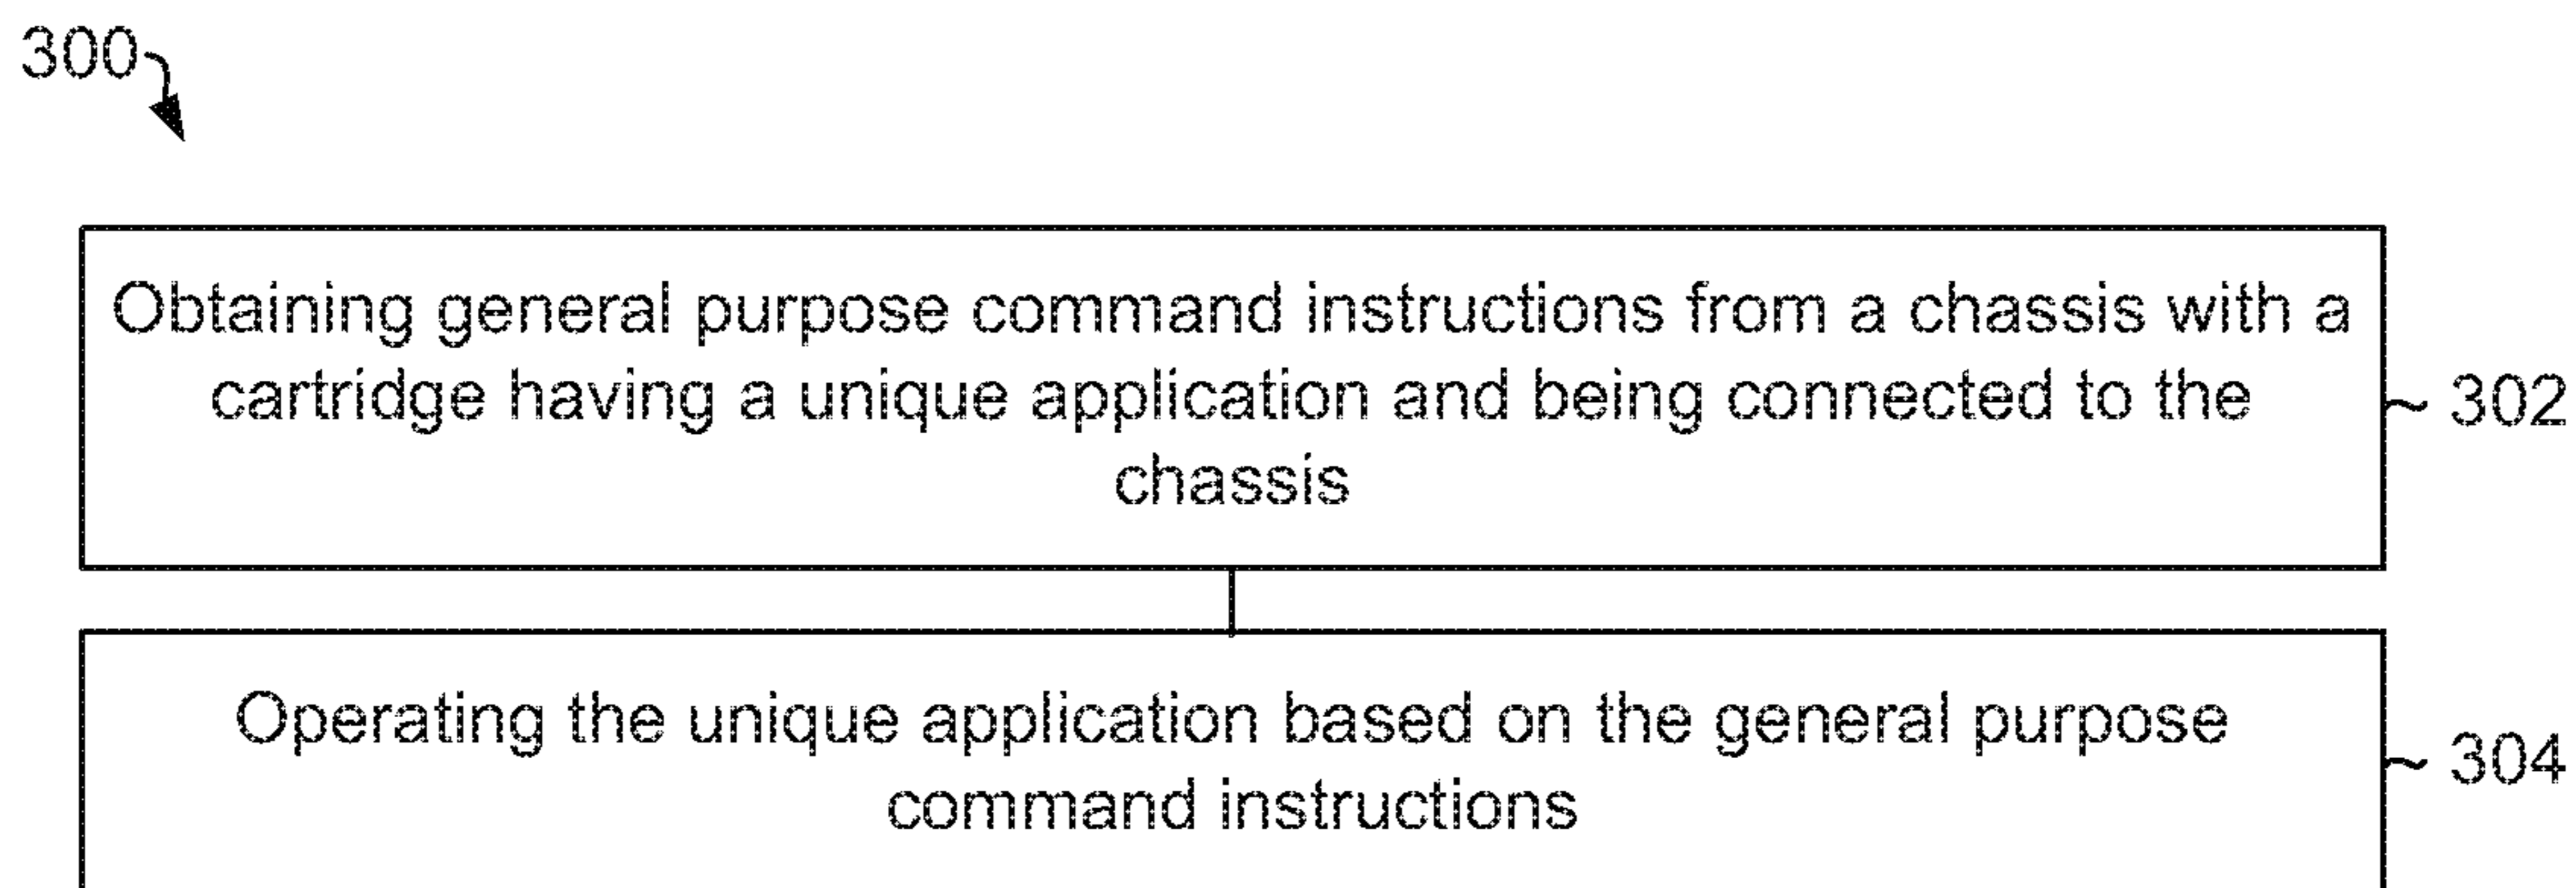 300
Obtaining general purpose command instructions from a chassis with a
cartridge having a unique application and being connected to the
302
chassis
Operating the unique application based on the general purpose
304
command instructions